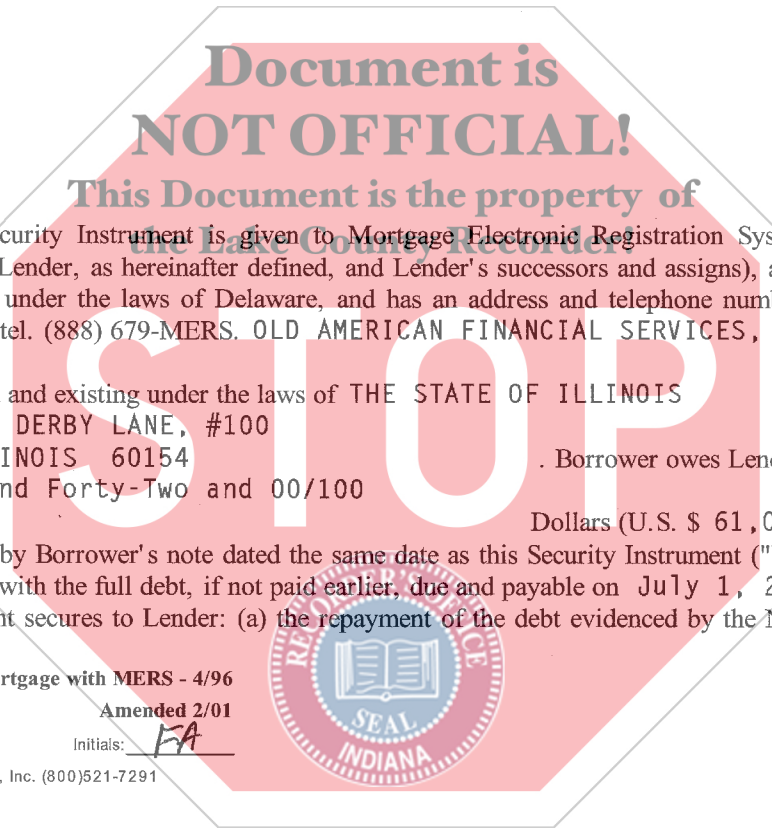 Document is
NOT OFFICIAL!
This Document is the property of
the Lake County Recorder!
curity Instrument is given to Mortgage Electronic Registration Sys
Lender, as hereinafter defined, and Lender's successors and assigns), a
under the laws of Delaware, and has an address and telephone num
tel. (888) 679-MERS. OLD AMERICAN FINANCIAL SERVICES,
and existing under the laws of THE STATE OF ILLINOIS
DERBY LANE, #100
INOIS 60154 . Borrower owes Lend
nd Forty-Two and 00/100
Dollars (U.S. $ 61,0
by Borrower's note dated the same date as this Security Instrument ("
with the full debt, if not paid earlier, due and payable on July 1, 2
nt secures to Lender: (a) the repayment of the debt evidenced by the N
rtgage with MERS - 4/96
Amended 2/01
Initials: FA
, Inc. (800)521-7291
STOP
RECORDER'S OFFICE
SEAL
INDIANA